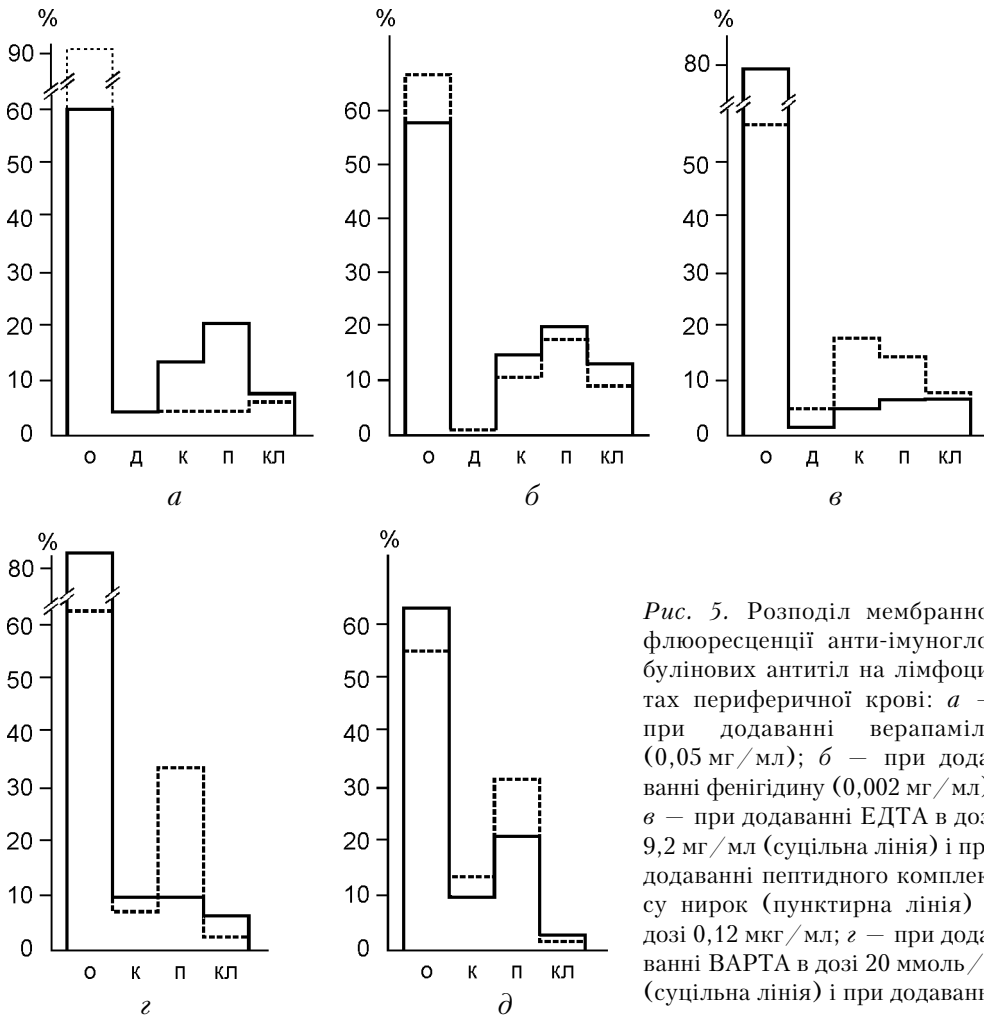 %
90
60
50
40
30
20
10
0
О Д К П КЛ
а
%
60
50
40
30
20
10
0
О Д К П КЛ
б
%
80
50
40
30
20
10
0
О Д К П КЛ
в
%
80
60
50
40
30
20
10
0
О К П КЛ
г
%
60
50
40
30
20
10
0
О К П КЛ
д
Рис. 5. Розподіл мембранно
флюоресценції анти-імуногло
булінових антитіл на лімфоци
тах периферичної крові: а –
при додаванні верапаміл
(0,05 мг/мл); б – при дода
ванні фенігідину (0,002 мг/мл)
в – при додаванні ЕДТА в доз
9,2 мг/мл (суцільна лінія) і пр
додаванні пептидного комплек
су нирок (пунктирна лінія)
дозі 0,12 мкг/мл; г – при дода
ванні ВАРТА в дозі 20 ммоль/
(суцільна лінія) і при додаванн